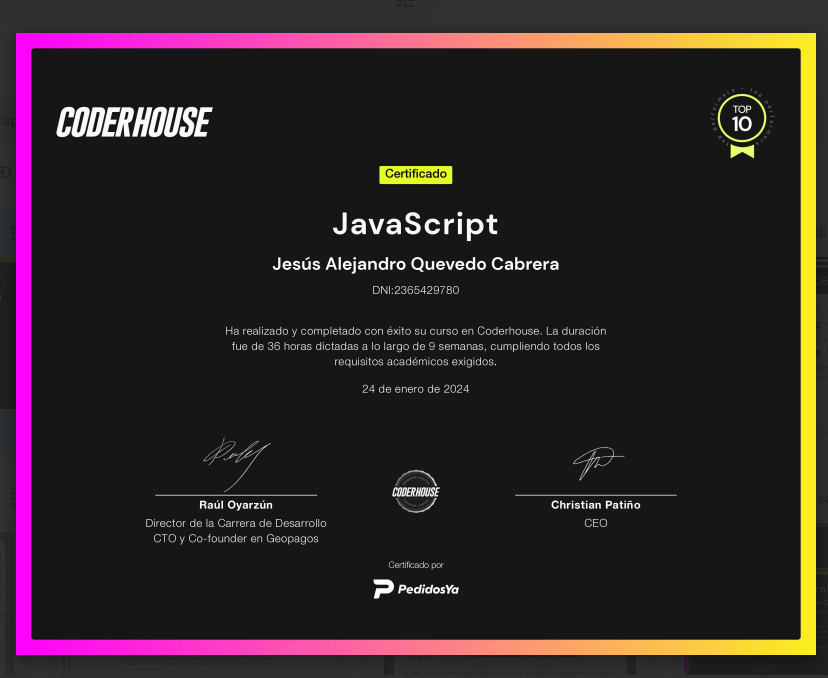 CODERHOUSE
TOP
10
Certificado
JavaScript
Jesús Alejandro Quevedo Cabrera
DNI:2365429780
Ha realizado y completado con éxito su curso en Coderhouse. La duración
fue de 36 horas dictadas a lo largo de 9 semanas, cumpliendo todos los
requisitos académicos exigidos.
24 de enero de 2024
CODERHOUSE
Raúl Oyarzún
Director de la Carrera de Desarrollo
CTO y Co-founder en Geopagos
Christian Patiño
CEO
Certificado por
PedidosYa